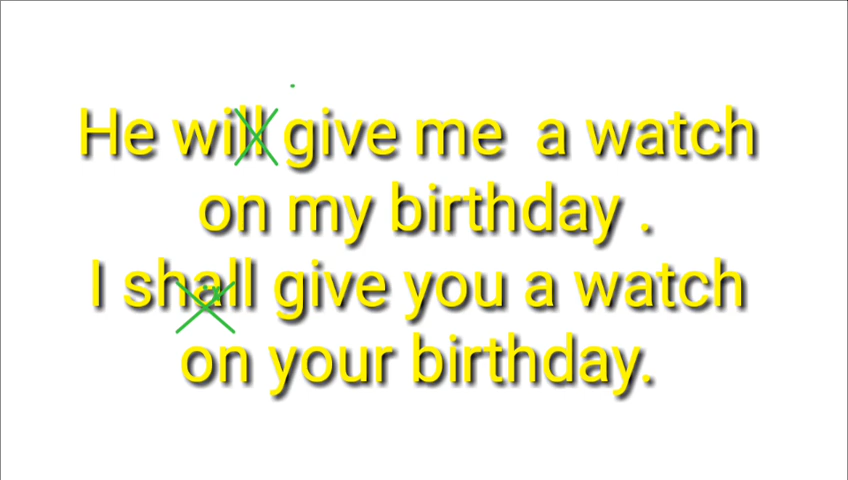 He will give me a watch
on my birthday .
I shall give you a watch
on your birthday.